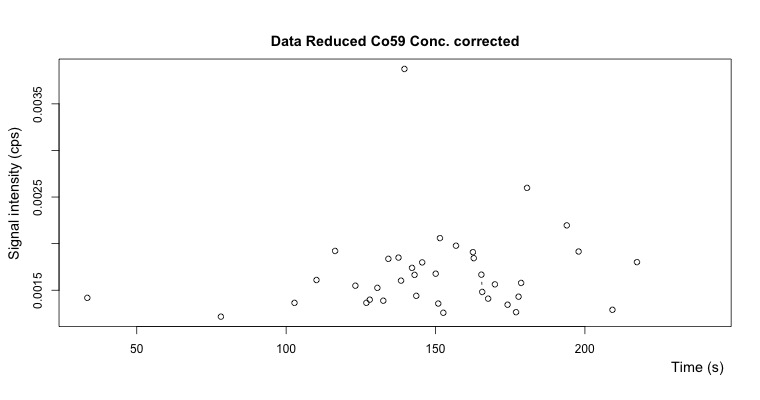 Data Reduced Co59 Conc. corrected
Signal intensity (cps)
0.0035
0.0025
0.0015
50 100 150 200
Time (s)